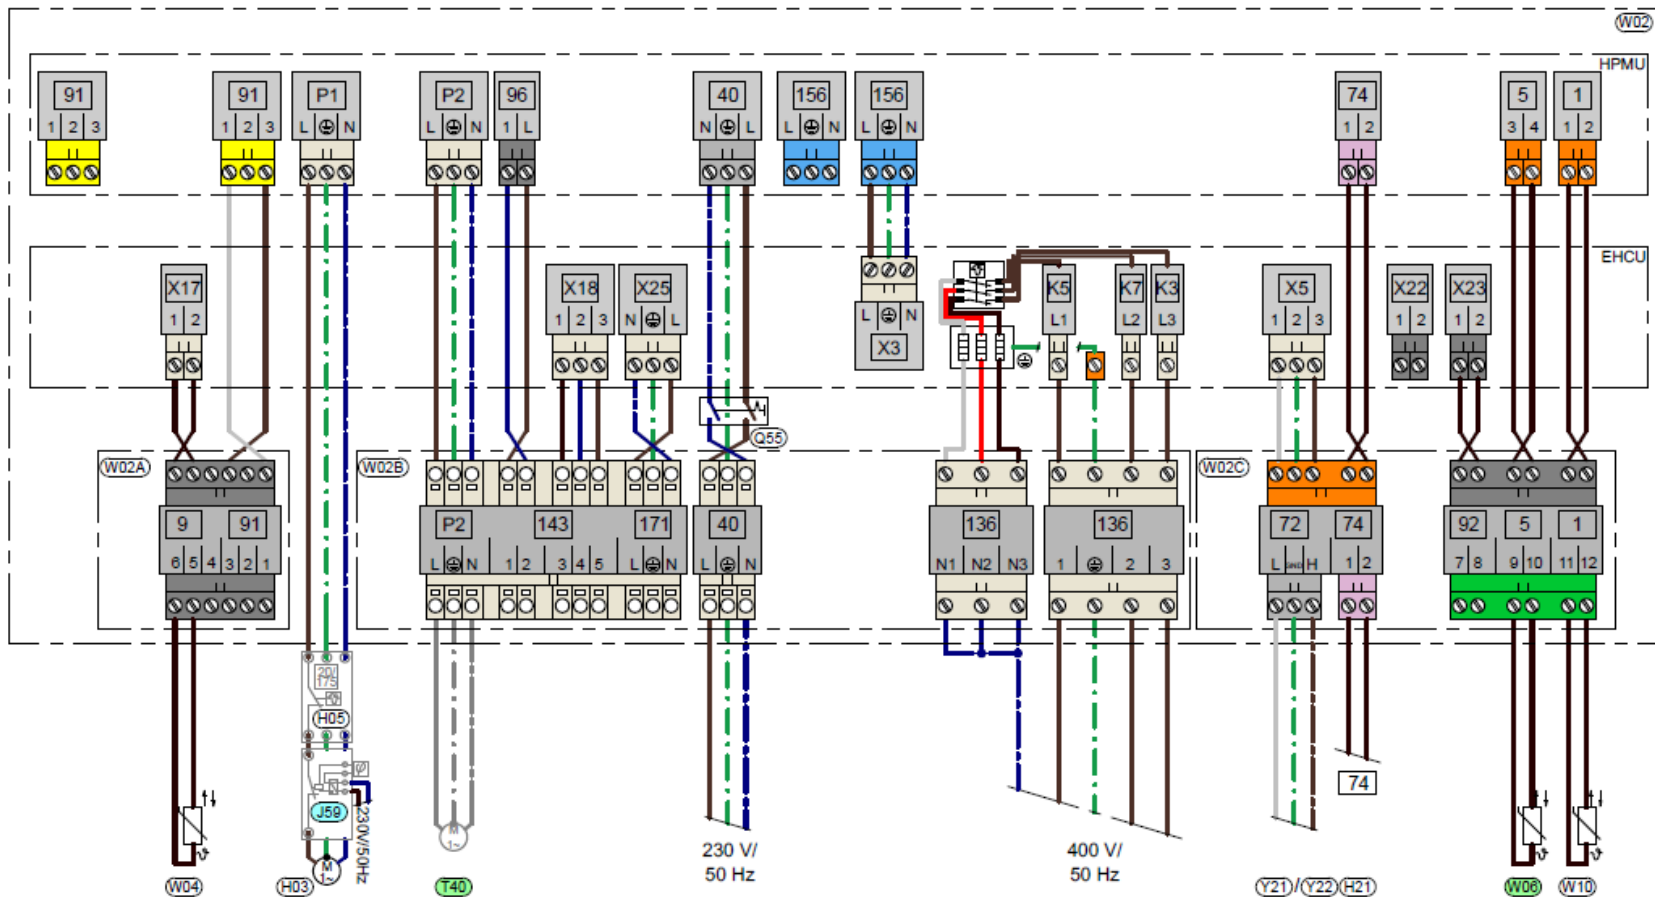 W02
HPMU
91 91 P1 P2 96 40 156 156 74 5 1
1 2 3 1 2 3 L N L N 1 L N L L N L N 1 2 3 4 1 2
EHCU
X17 X18 X25 K5 K7 K3 X5 X22 X23
1 2 1 2 3 N L L N L1 L2 L3 1 2 3 1 2 1 2
X3
Q55
W02A W02B W02C
9 91 P2 143 171 40 136 136 72 74 92 5 1
6 5 4 3 2 1 L N 1 2 3 4 5 L N L N N1 N2 N3 1 2 3 L GND H 1 2 7 8 9 10 11 12
20/
175
H05
φ
J59
230V/50Hz
74
M
1~
M
1~
230 V/
50 Hz
400 V/
50 Hz
ϑ ϑ ϑ
W04 H03 T40 Y21 / Y22 H21 W06 W10